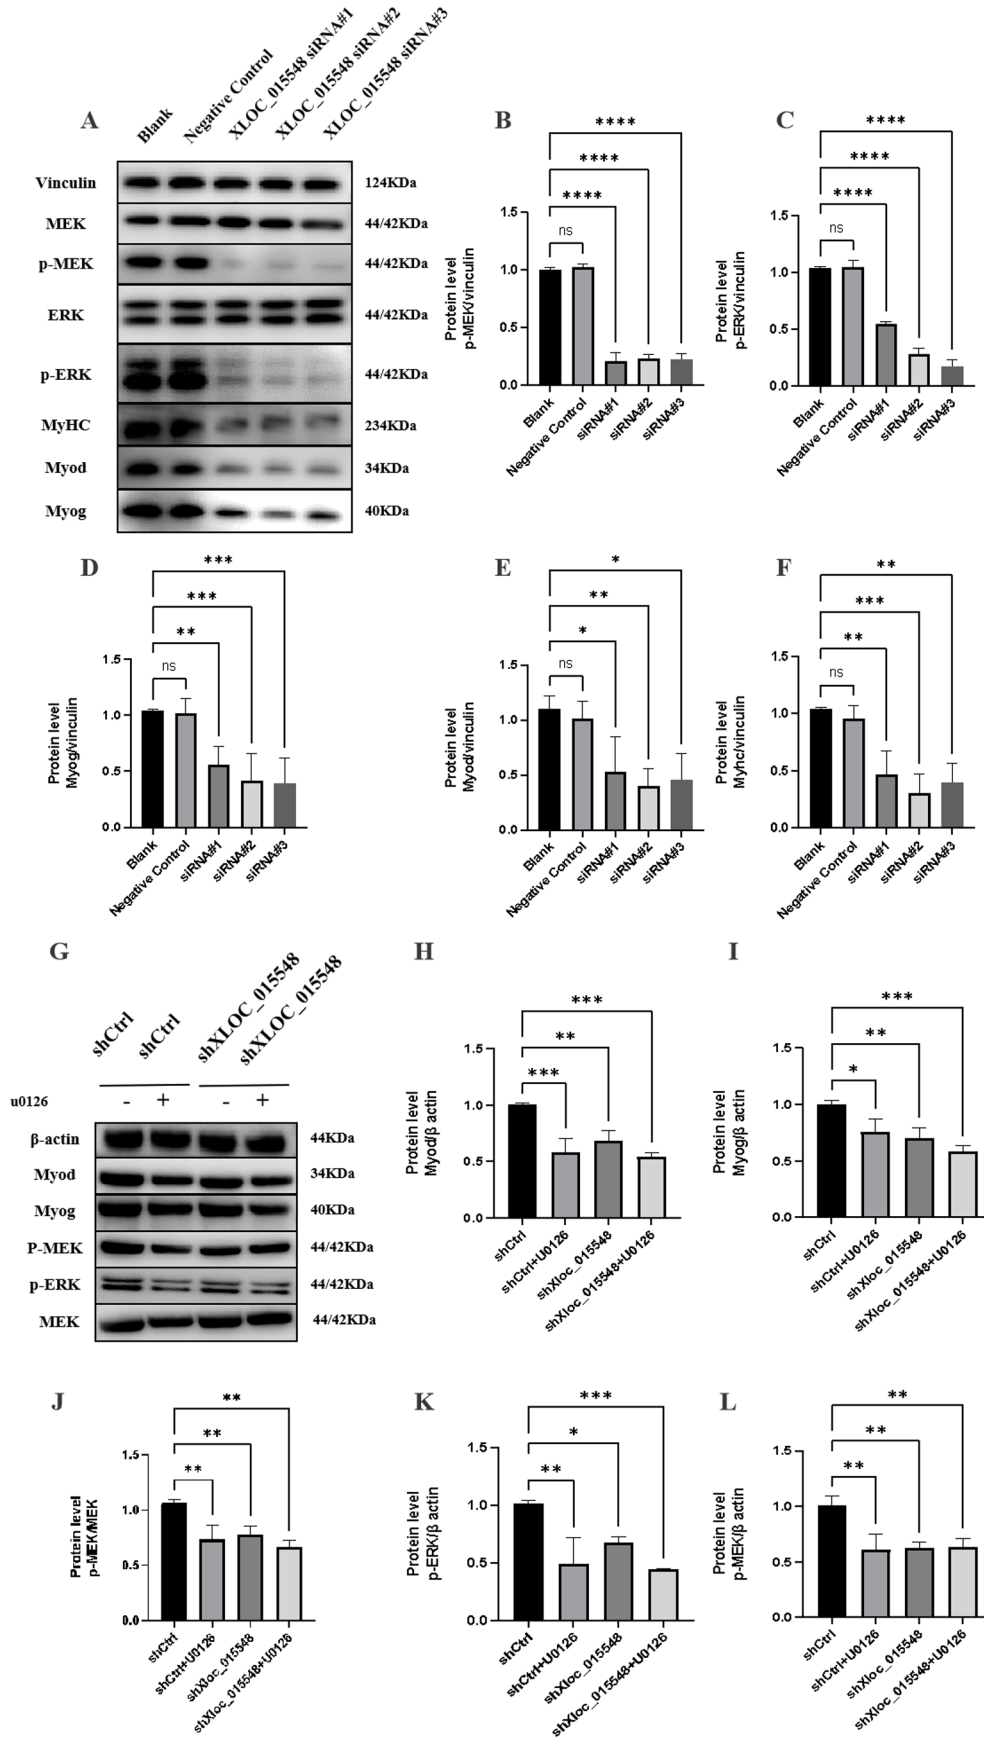 A
Blank
Negative Control
XLOC_015548 siRNA#1
XLOC_015548 siRNA#2
XLOC_015548 siRNA#3
Vinculin 124KDa
MEK 44/42KDa
p-MEK 44/42KDa
ERK 44/42KDa
p-ERK 44/42KDa
MyHC 234KDa
Myod 34KDa
Myog 40KDa
B
****
****
****
ns
Protein level
p-MEK/vinculin
1.5
1.0
0.5
0.0
Blank
Negative Control
siRNA#1
siRNA#2
siRNA#3
C
****
****
****
ns
Protein level
p-ERK/vinculin
1.5
1.0
0.5
0.0
Blank
Negative Control
siRNA#1
siRNA#2
siRNA#3
D
***
***
**
ns
Protein level
Myog/vinculin
1.5
1.0
0.5
0.0
Blank
Negative Control
siRNA#1
siRNA#2
siRNA#3
E
*
**
*
ns
Protein level
Myod/vinculin
1.5
1.0
0.5
0.0
Blank
Negative Control
siRNA#1
siRNA#2
siRNA#3
F
**
***
**
ns
Protein level
Myhc/vinculin
1.5
1.0
0.5
0.0
Blank
Negative Control
siRNA#1
siRNA#2
siRNA#3
G
shCtrl
shCtrl
shXLOC_015548
shXLOC_015548
u0126 - + - +
β-actin 44KDa
Myod 34KDa
Myog 40KDa
P-MEK 44/42KDa
p-ERK 44/42KDa
MEK 44/42KDa
H
***
**
***
Protein level
Myod/β actin
1.5
1.0
0.5
0.0
shCtrl
shCtrl+U0126
shXloc_015548
shXloc_015548+U0126
I
***
**
*
Protein level
Myog/β actin
1.5
1.0
0.5
0.0
shCtrl
shCtrl+U0126
shXloc_015548
shXloc_015548+U0126
J
**
**
**
Protein level
p-MEK/MEK
1.5
1.0
0.5
0.0
shCtrl
shCtrl+U0126
shXloc_015548
shXloc_015548+U0126
K
***
*
**
Protein level
p-ERK/β actin
1.5
1.0
0.5
0.0
shCtrl
shCtrl+U0126
shXloc_015548
shXloc_015548+U0126
L
**
**
**
Protein level
p-MEK/β actin
1.5
1.0
0.5
0.0
shCtrl
shCtrl+U0126
shXloc_015548
shXloc_015548+U0126